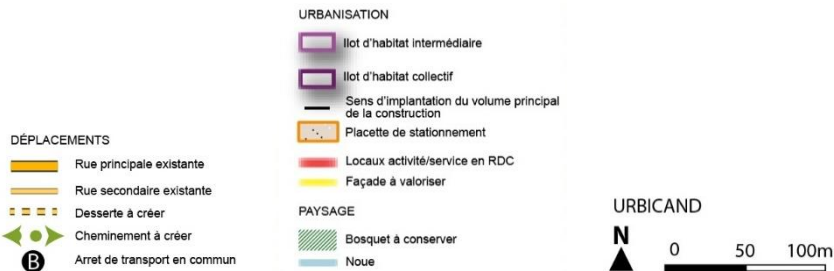 URBANISATION
Ilot d'habitat intermédiaire
Ilot d'habitat collectif
Sens d'implantation du volume principal
de la construction
Placette de stationnement
Locaux activité/service en RDC
Façade à valoriser
PAYSAGE
Bosquet à conserver
Noue
DÉPLACEMENTS
Rue principale existante
Rue secondaire existante
Desserte à créer
Cheminement à créer
B Arret de transport en commun
URBICAND
N
0 50 100m